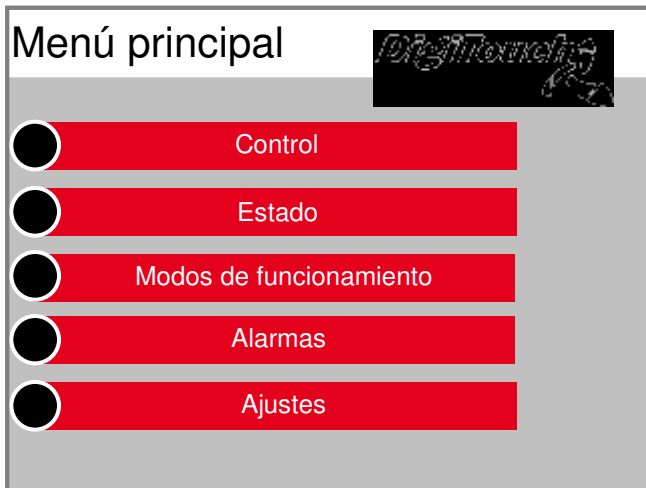 Menú principal
DigiTouch
Control
Estado
Modos de funcionamiento
Alarmas
Ajustes